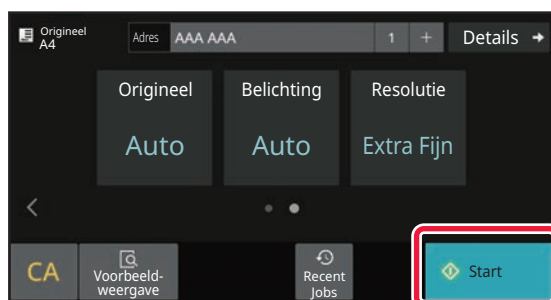 Origineel
A4
Adres AAA AAA 1 + Details
Origineel Belichting Resolutie
Auto Auto Extra Fijn
CA
Voorbeeld-
weergave
Recent
Jobs
Start